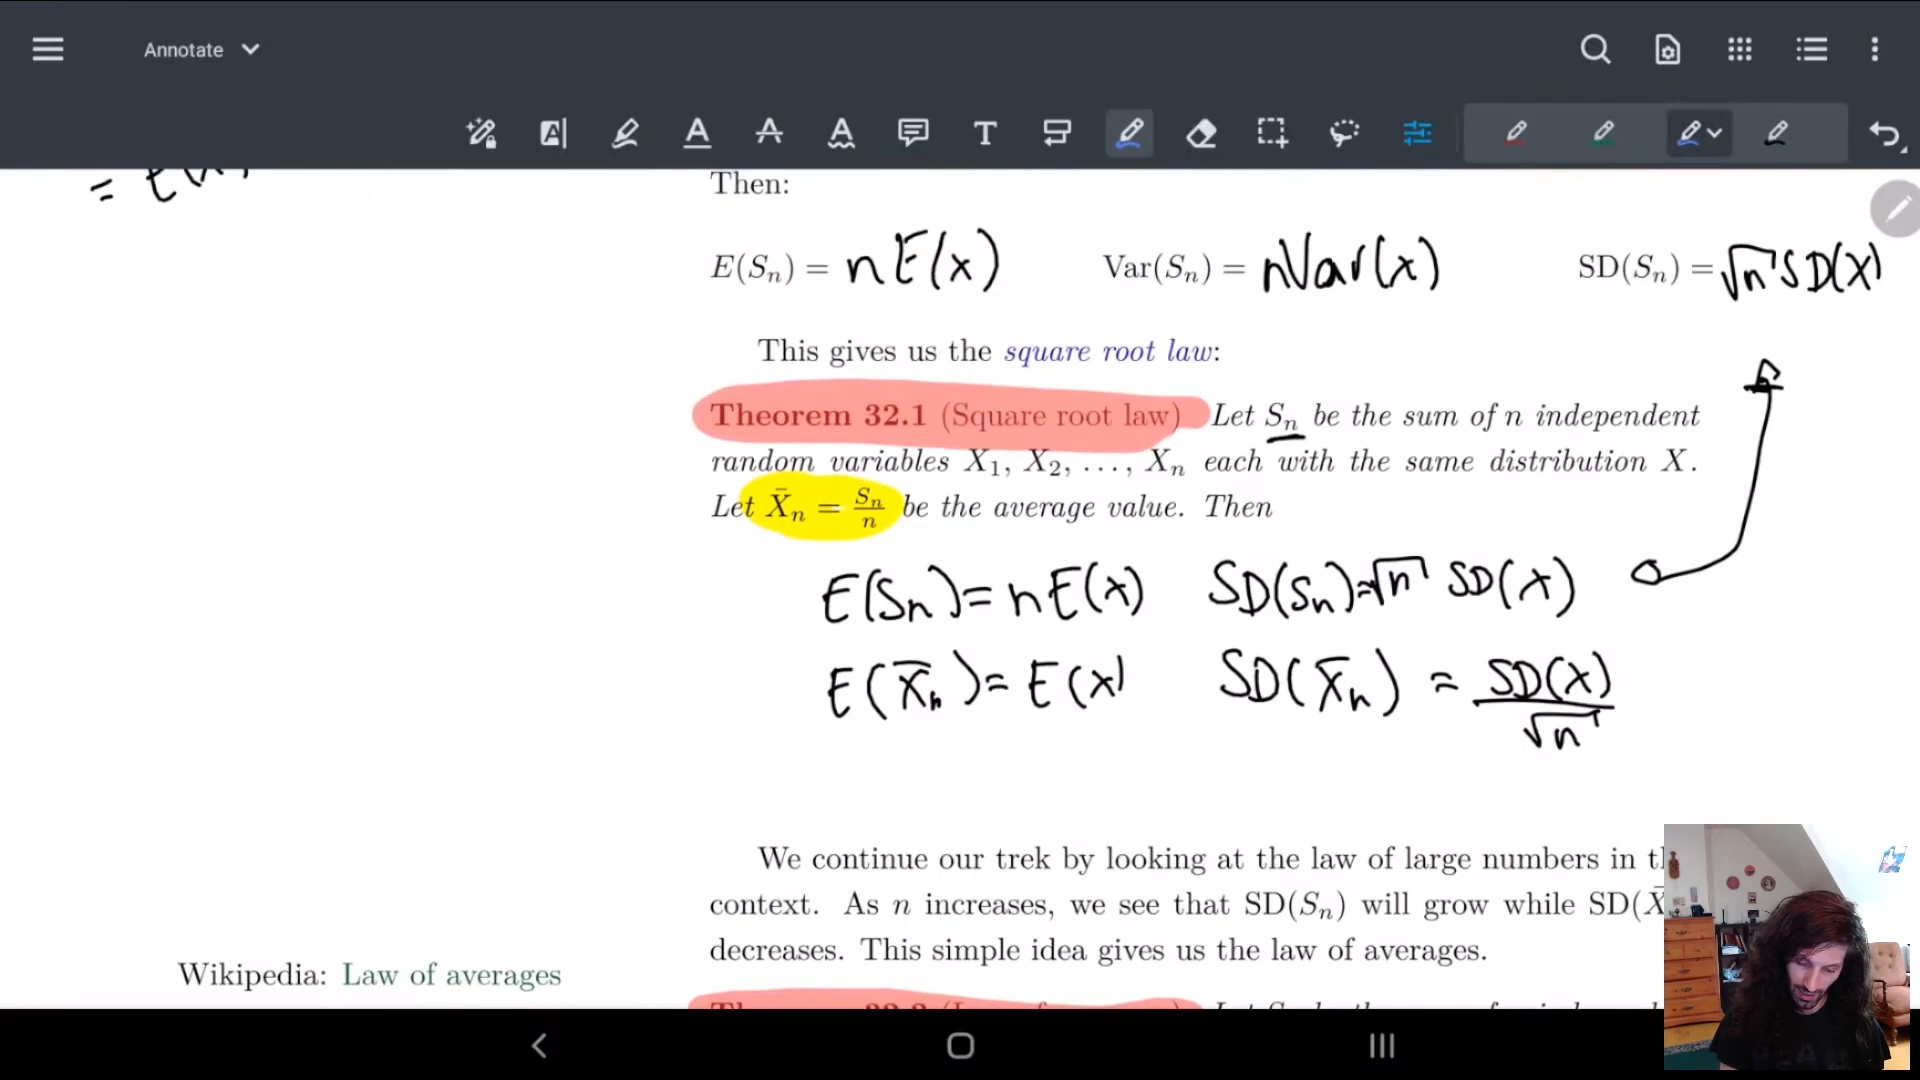 Annotate
= E(X)
Then:
E(Sₙ) = nE(x) Var(Sₙ) = nVar(x) SD(Sₙ) = √n SD(X)
This gives us the square root law:
Theorem 32.1 (Square root law) Let Sₙ be the sum of n independent
random variables X₁, X₂, ..., Xₙ each with the same distribution X.
Let X̄ₙ = Sₙ/n be the average value. Then
E(Sₙ) = nE(x) SD(Sₙ) = √n SD(x)
E(X̄ₙ) = E(x) SD(X̄ₙ) = SD(x)/√n
We continue our trek by looking at the law of large numbers in
context. As n increases, we see that SD(Sₙ) will grow while SD(X̄
decreases. This simple idea gives us the law of averages.
Wikipedia: Law of averages